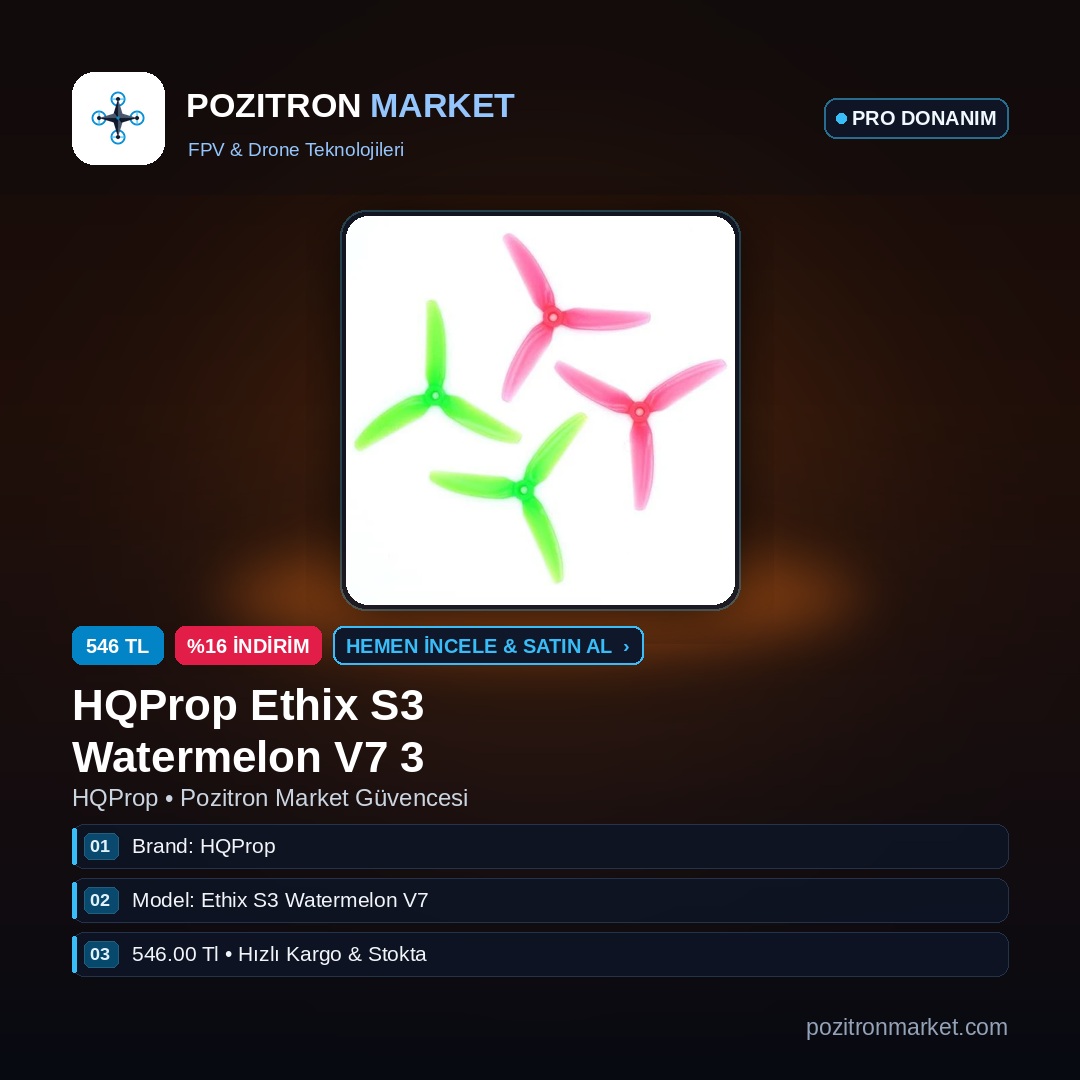 POZITRON MARKET
FPV & Drone Teknolojileri
PRO DONANIM
546 TL
%16 İNDİRİM
HEMEN İNCELE & SATIN AL ›
HQProp Ethix S3
Watermelon V7 3
HQProp • Pozitron Market Güvencesi
01 Brand: HQProp
02 Model: Ethix S3 Watermelon V7
03 546.00 Tl • Hızlı Kargo & Stokta
pozitronmarket.com